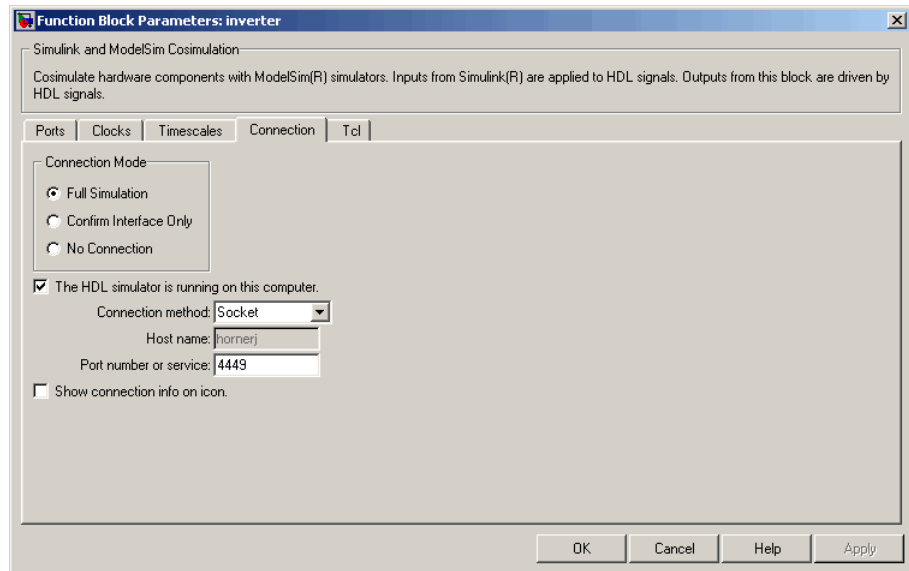 Function Block Parameters: inverter
Simulink and ModelSim Cosimulation
Cosimulate hardware components with ModelSim(R) simulators. Inputs from Simulink(R) are applied to HDL signals. Outputs from this block are driven by
HDL signals.
Ports Clocks Timescales Connection Tcl
Connection Mode
Full Simulation
Confirm Interface Only
No Connection
The HDL simulator is running on this computer.
Connection method: Socket
Host name: hornerj
Port number or service: 4449
Show connection info on icon.
OK Cancel Help Apply